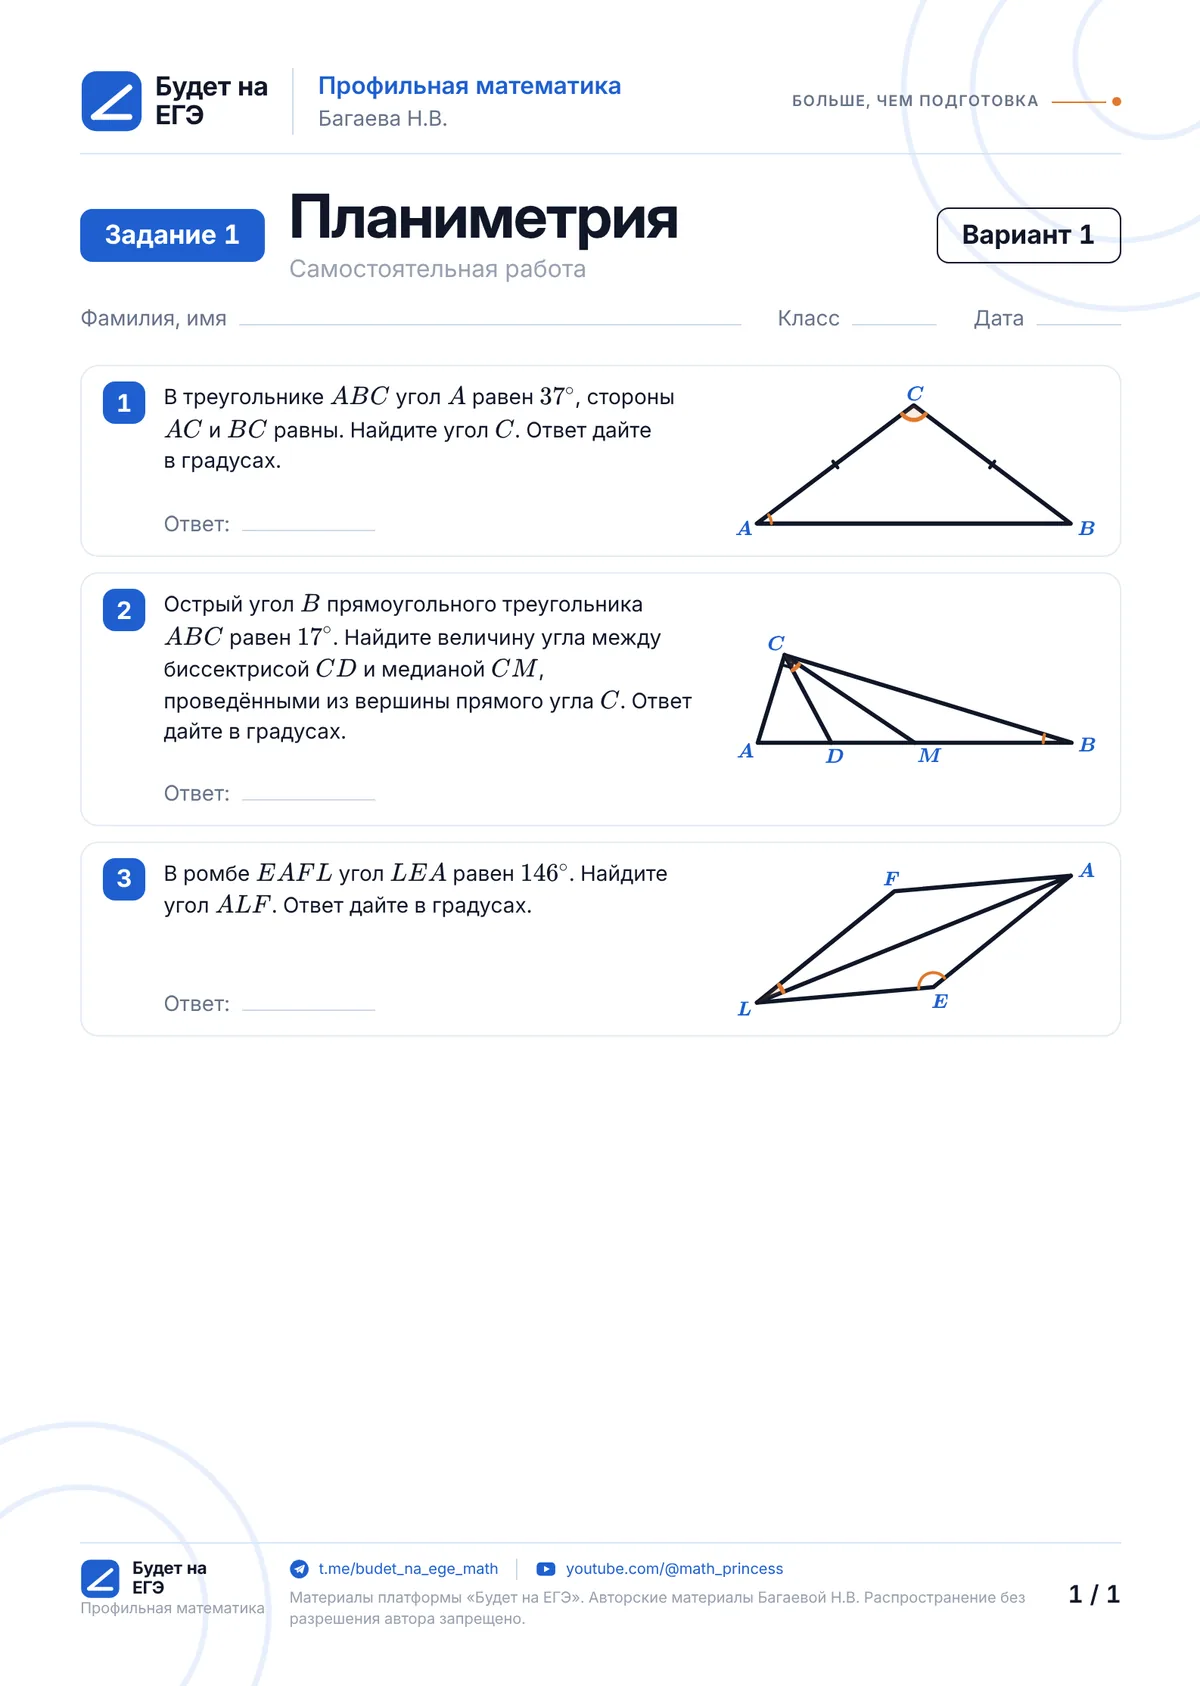 Будет на
ЕГЭ
Профильная математика
Багаева Н.В.
БОЛЬШЕ, ЧЕМ ПОДГОТОВКА
Задание 1
Планиметрия
Самостоятельная работа
Вариант 1
Фамилия, имя
Класс
Дата
1
В треугольнике ABC угол A равен 37°, стороны
AC и BC равны. Найдите угол C. Ответ дайте
в градусах.
Ответ:
C
A
B
2
Острый угол B прямоугольного треугольника
ABC равен 17°. Найдите величину угла между
биссектрисой CD и медианой CM,
проведёнными из вершины прямого угла C. Ответ
дайте в градусах.
Ответ:
C
A
D
M
B
3
В ромбе EAFL угол LEA равен 146°. Найдите
угол ALF. Ответ дайте в градусах.
Ответ:
F
A
L
E
Будет на
ЕГЭ
Профильная математика
t.me/budet_na_ege_math
youtube.com/@math_princess
Материалы платформы «Будет на ЕГЭ». Авторские материалы Багаевой Н.В. Распространение без
разрешения автора запрещено.
1 / 1